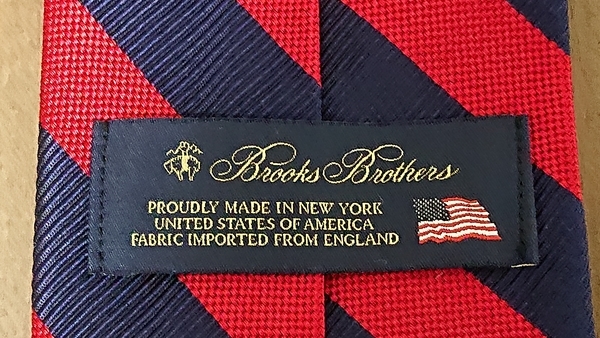 Brooks Brothers
PROUDLY MADE IN NEW YORK
UNITED STATES OF AMERICA
FABRIC IMPORTED FROM ENGLAND